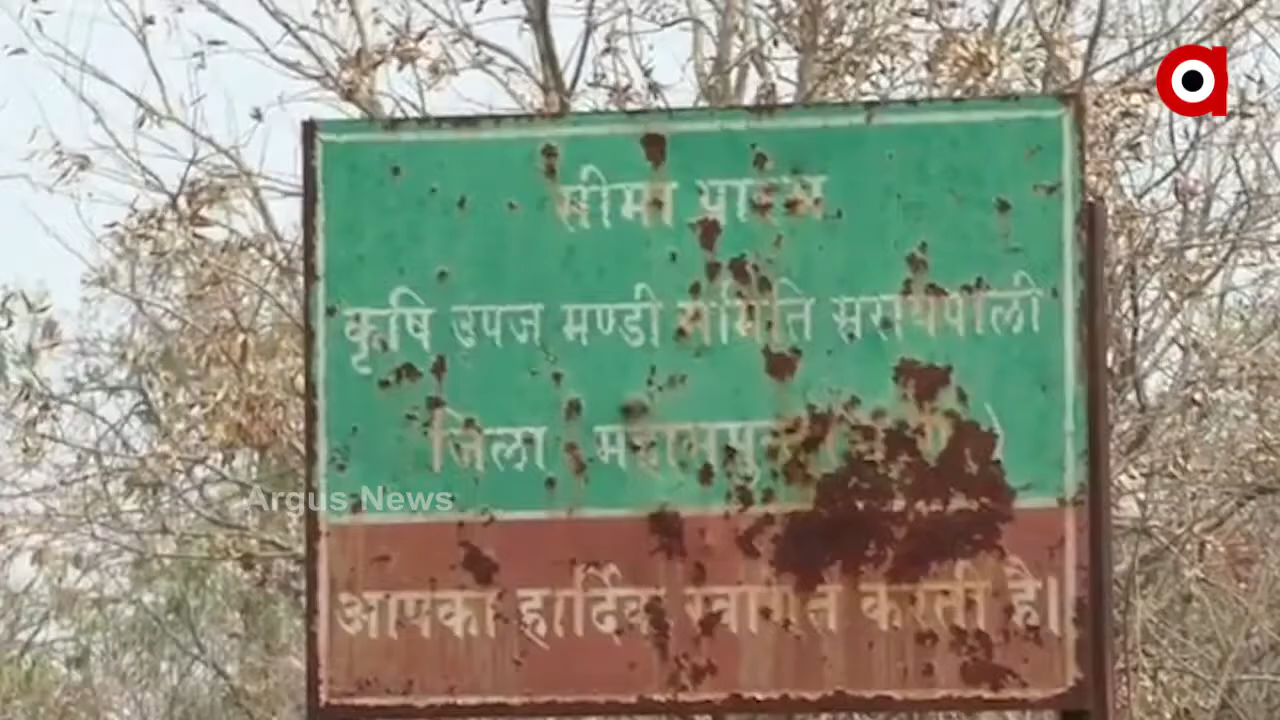 सीमा प्रारंभ
कृषि उपज मण्डी समिति सरायपाली
जिला महासमुन्द
आपका हार्दिक स्वागत करती है।
Argus News